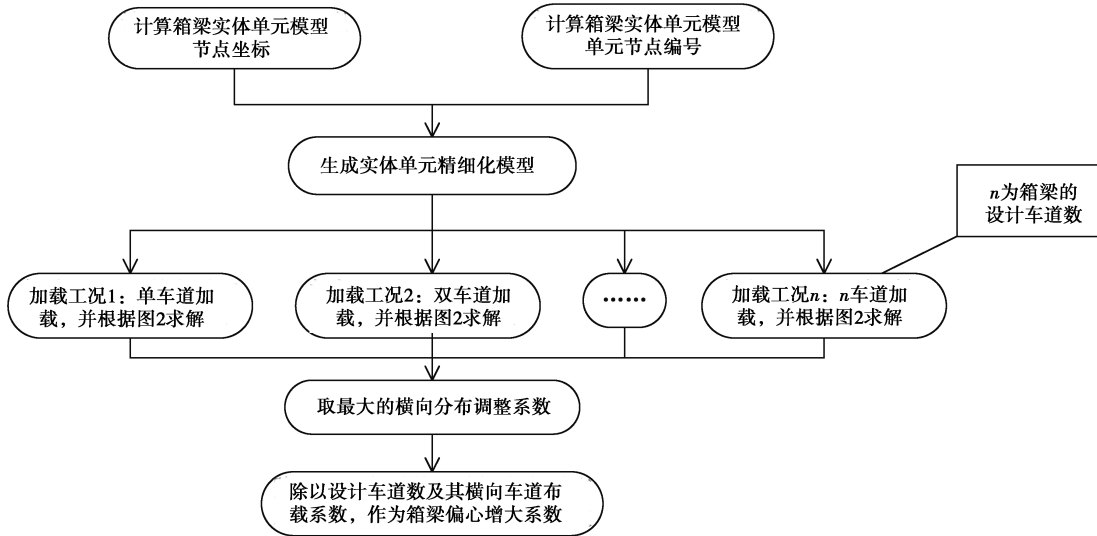 计算箱梁实体单元模型
节点坐标
计算箱梁实体单元模型
单元节点编号
生成实体单元精细化模型
n为箱梁的
设计车道数
加载工况1：单车道加
载，并根据图2求解
加载工况2：双车道加
载，并根据图2求解
……
加载工况n：n车道加
载，并根据图2求解
取最大的横向分布调整系数
除以设计车道数及其横向车道布
载系数，作为箱梁偏心增大系数